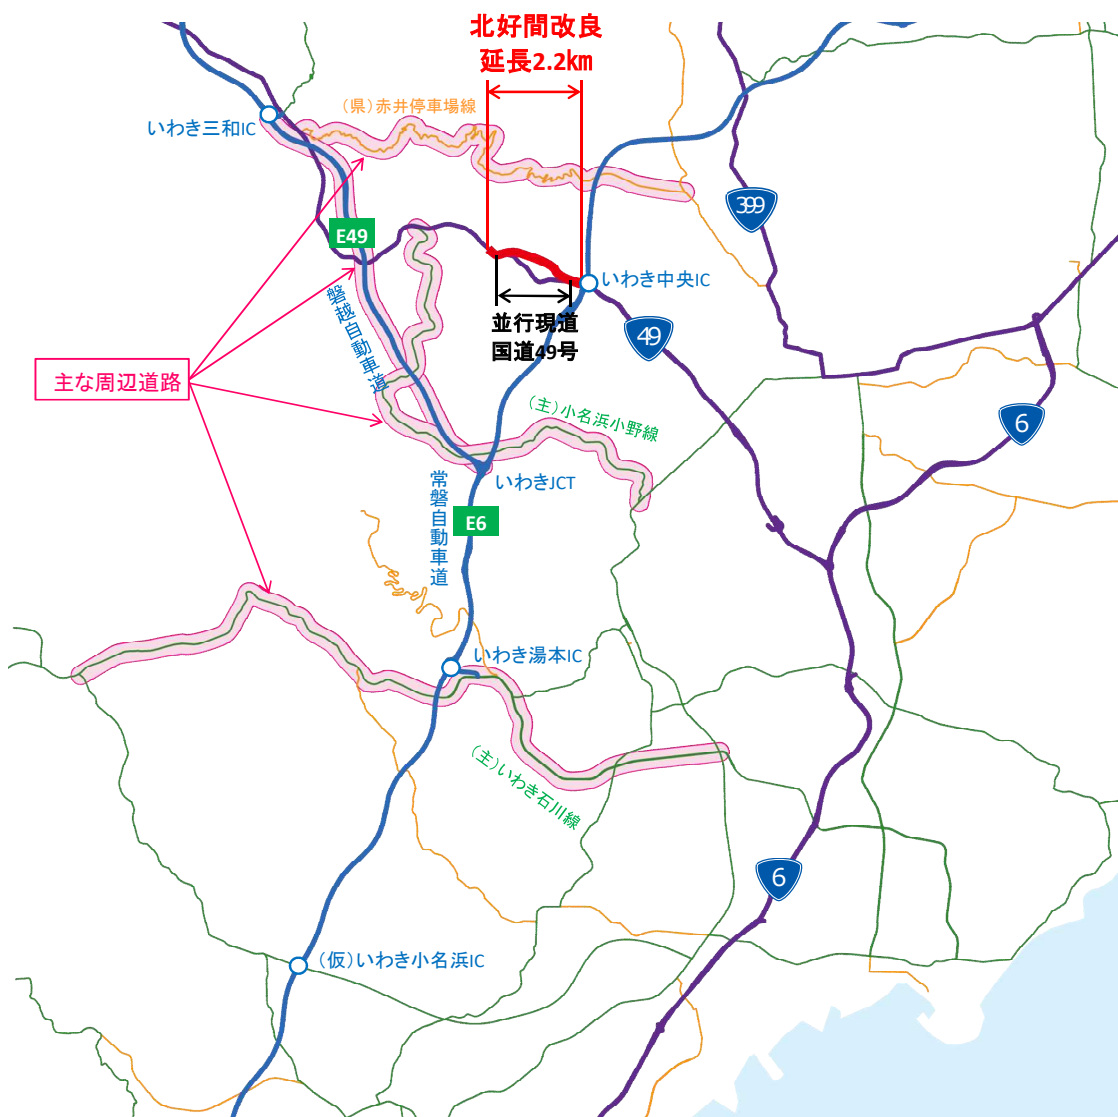 北好間改良
延長2.2㎞
（県）赤井停車場線
いわき三和IC
399
E49
いわき中央IC
並行現道
国道49号
49
磐越自動車道
主な周辺道路
（主）小名浜小野線
6
いわきJCT
常磐自動車道
E6
いわき湯本IC
（主）いわき石川線
6
（仮）いわき小名浜IC